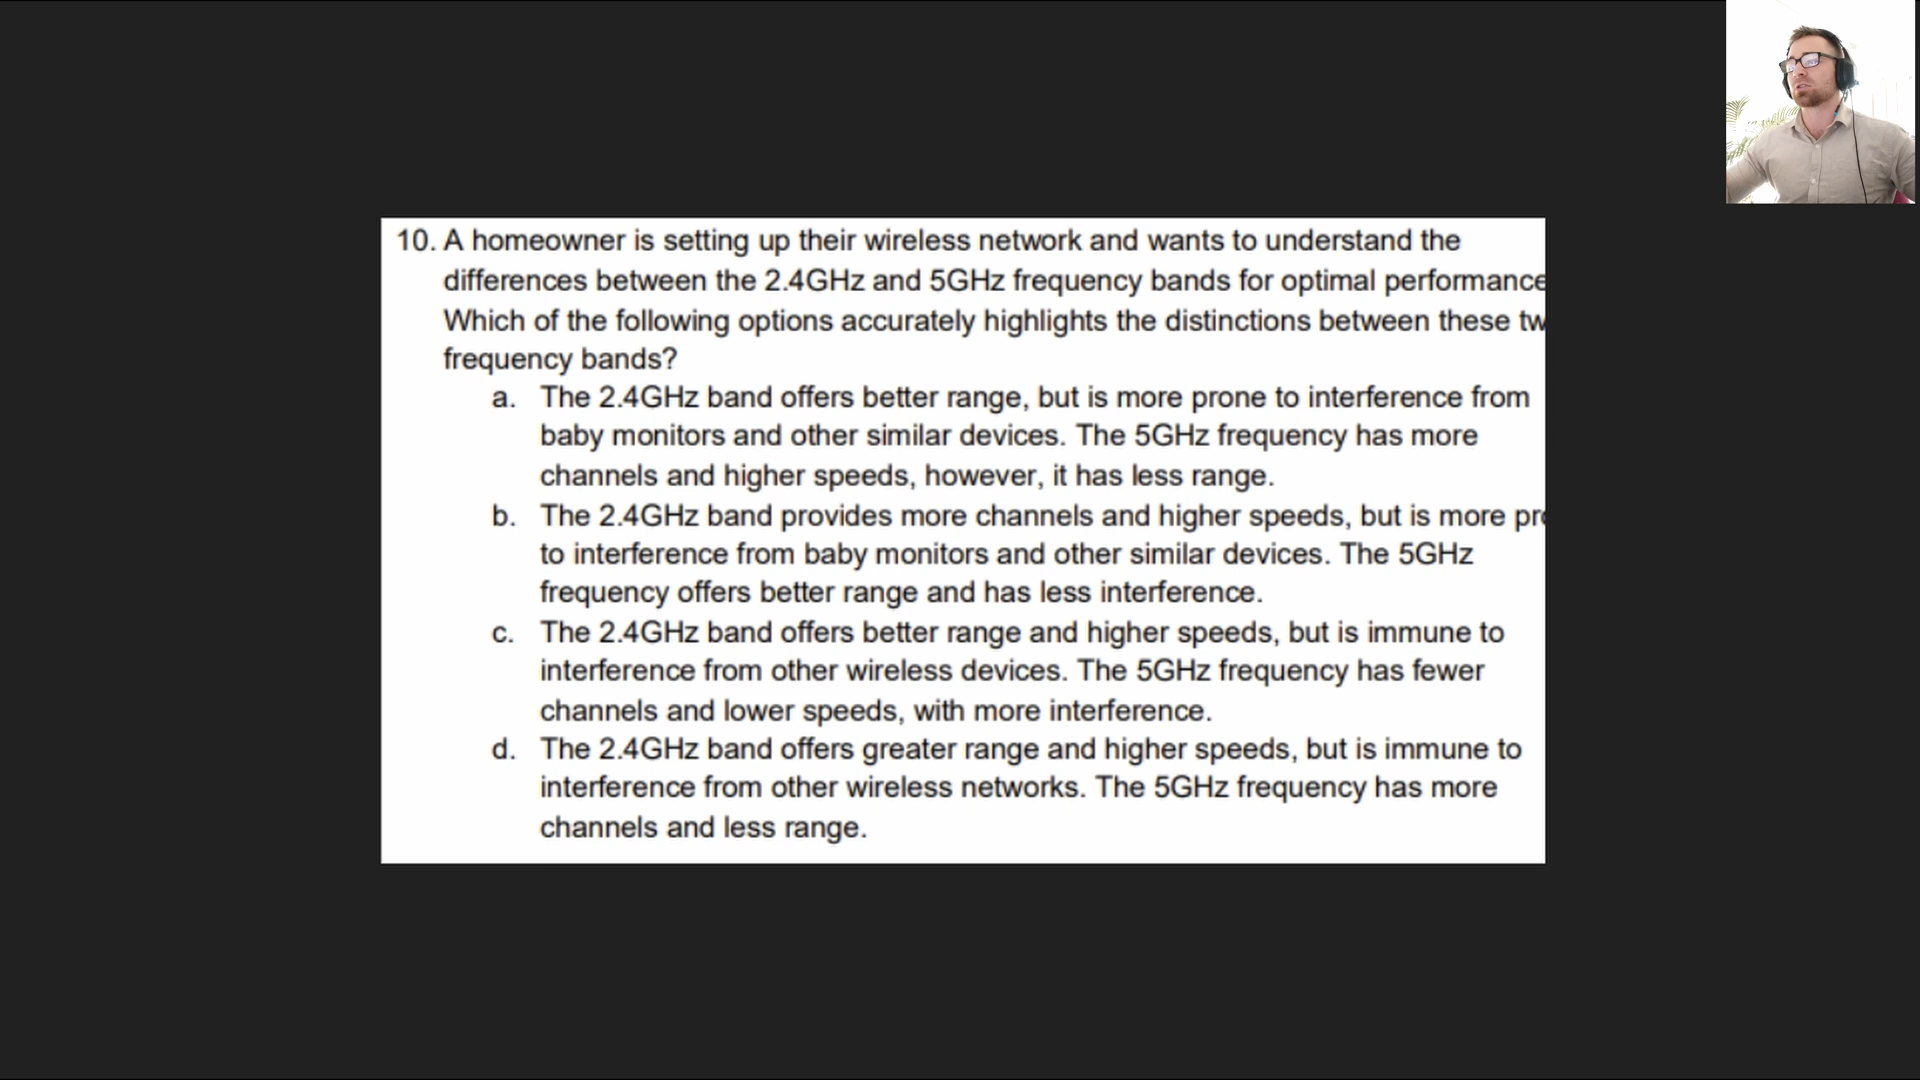 10. A homeowner is setting up their wireless network and wants to understand the
differences between the 2.4GHz and 5GHz frequency bands for optimal performance
Which of the following options accurately highlights the distinctions between these tw
frequency bands?
a. The 2.4GHz band offers better range, but is more prone to interference from
baby monitors and other similar devices. The 5GHz frequency has more
channels and higher speeds, however, it has less range.
b. The 2.4GHz band provides more channels and higher speeds, but is more pro
to interference from baby monitors and other similar devices. The 5GHz
frequency offers better range and has less interference.
c. The 2.4GHz band offers better range and higher speeds, but is immune to
interference from other wireless devices. The 5GHz frequency has fewer
channels and lower speeds, with more interference.
d. The 2.4GHz band offers greater range and higher speeds, but is immune to
interference from other wireless networks. The 5GHz frequency has more
channels and less range.